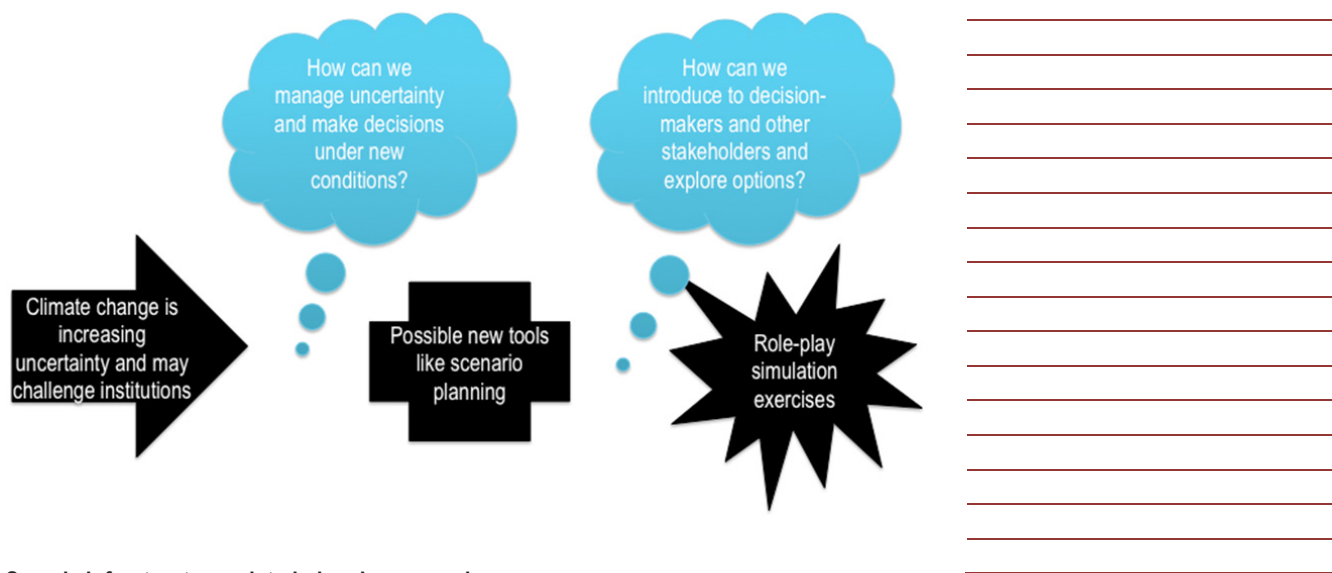 How can we
manage uncertainty
and make decisions
under new
conditions?
How can we
introduce to decision-
makers and other
stakeholders and
explore options?
Climate change is
increasing
uncertainty and may
challenge institutions
Possible new tools
like scenario
planning
Role-play
simulation
exercises